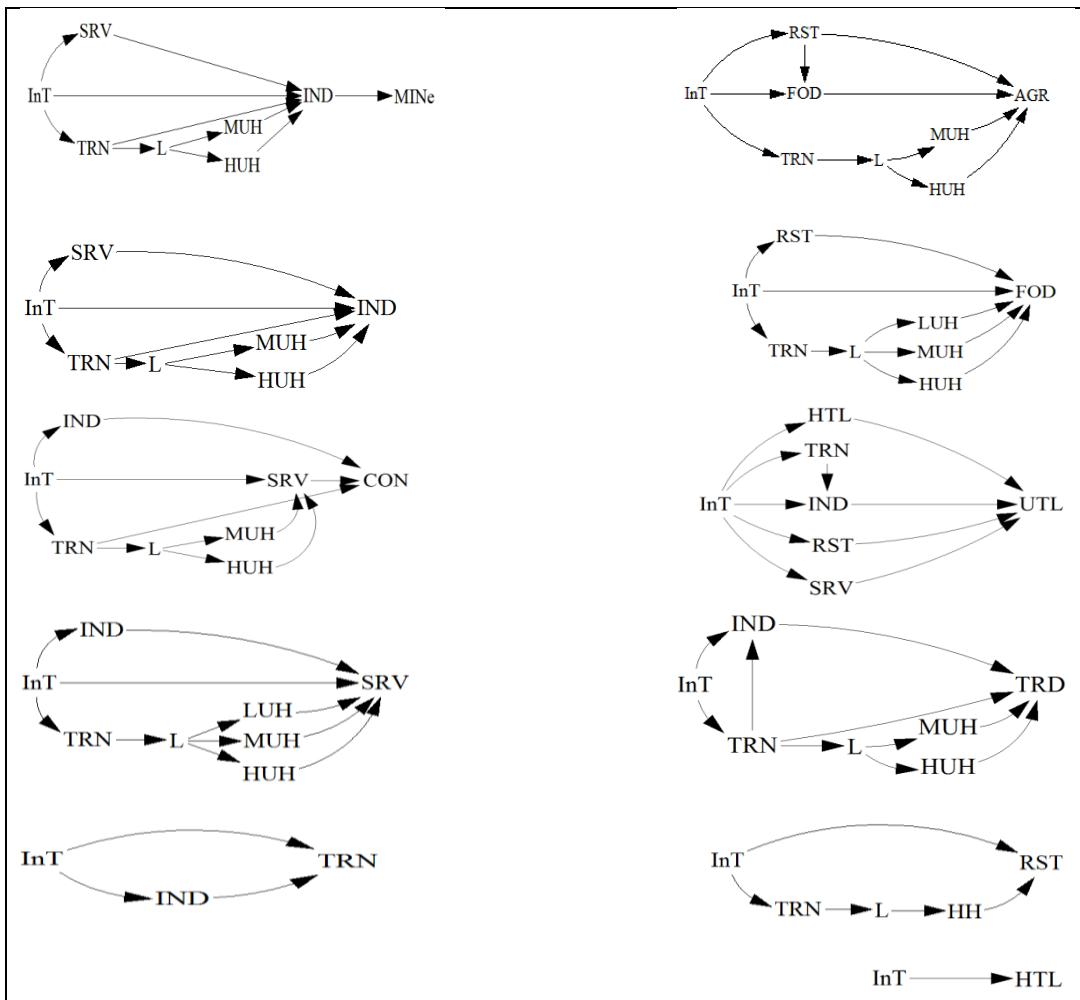 SRV
InT IND MINe
MUH
TRN L
HUH
RST
InT FOD AGR
MUH
TRN L
HUH
SRV
InT IND
MUH
TRN L
HUH
RST
InT FOD
LUH
TRN L MUH
HUH
IND
InT SRV CON
MUH
TRN L
HUH
HTL
TRN
InT IND UTL
RST
SRV
IND
InT SRV
LUH
TRN L MUH
HUH
IND
InT TRD
MUH
TRN L
HUH
InT TRN
IND
InT RST
TRN L HH
InT HTL